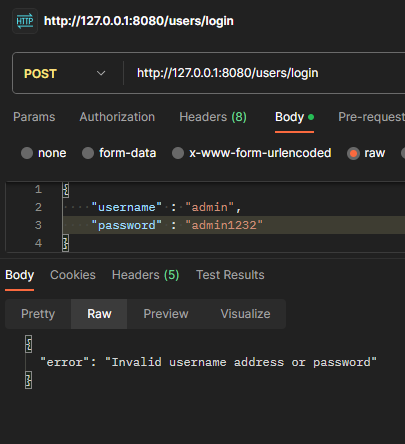 HTTP http://127.0.0.1:8080/users/login
POST http://127.0.0.1:8080/users/login
Params Authorization Headers (8) Body Pre-request
none form-data x-www-form-urlencoded raw
1 {
2 "username" : "admin",
3 "password" : "admin1232"
4 }
Body Cookies Headers (5) Test Results
Pretty Raw Preview Visualize
{
"error": "Invalid username address or password"
}